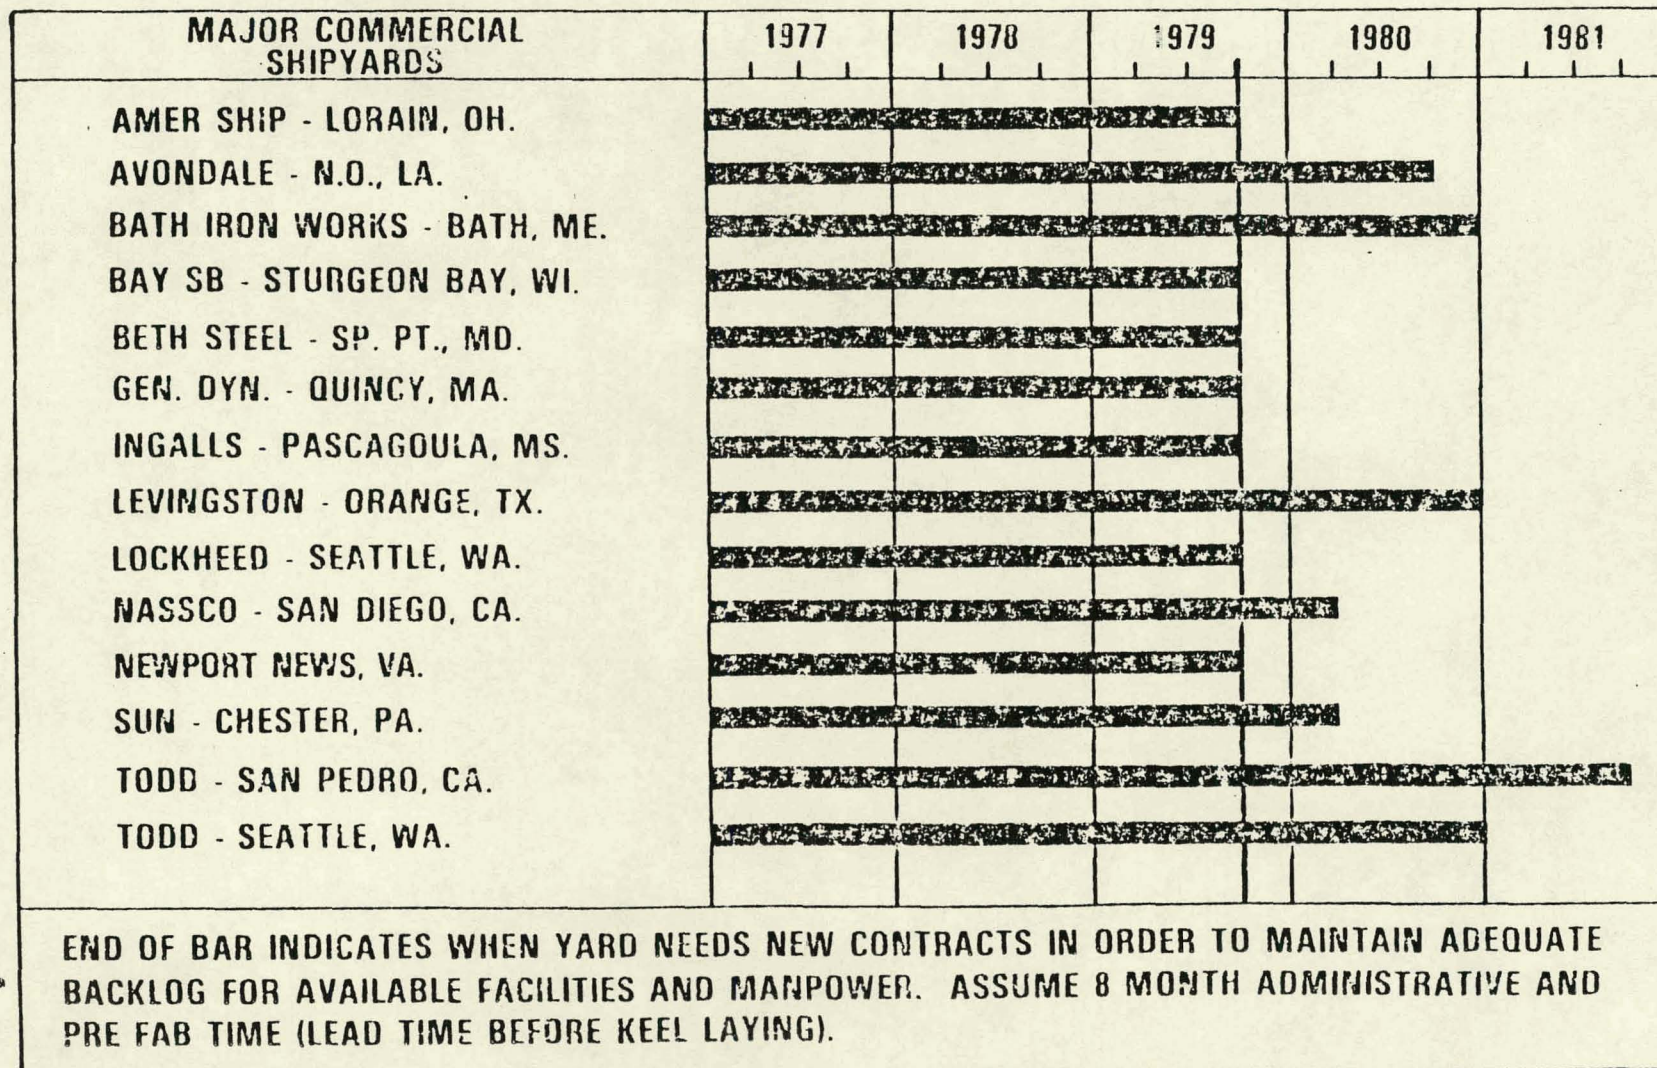 MAJOR COMMERCIAL
SHIPYARDS
1977 1978 1979 1980 1981
AMER SHIP - LORAIN, OH.
AVONDALE - N.O., LA.
BATH IRON WORKS - BATH, ME.
BAY SB - STURGEON BAY, WI.
BETH STEEL - SP. PT., MD.
GEN. DYN. - QUINCY, MA.
INGALLS - PASCAGOULA, MS.
LEVINGSTON - ORANGE, TX.
LOCKHEED - SEATTLE, WA.
NASSCO - SAN DIEGO, CA.
NEWPORT NEWS, VA.
SUN - CHESTER, PA.
TODD - SAN PEDRO, CA.
TODD - SEATTLE, WA.
END OF BAR INDICATES WHEN YARD NEEDS NEW CONTRACTS IN ORDER TO MAINTAIN ADEQUATE
BACKLOG FOR AVAILABLE FACILITIES AND MANPOWER. ASSUME 8 MONTH ADMINISTRATIVE AND
PRE FAB TIME (LEAD TIME BEFORE KEEL LAYING).